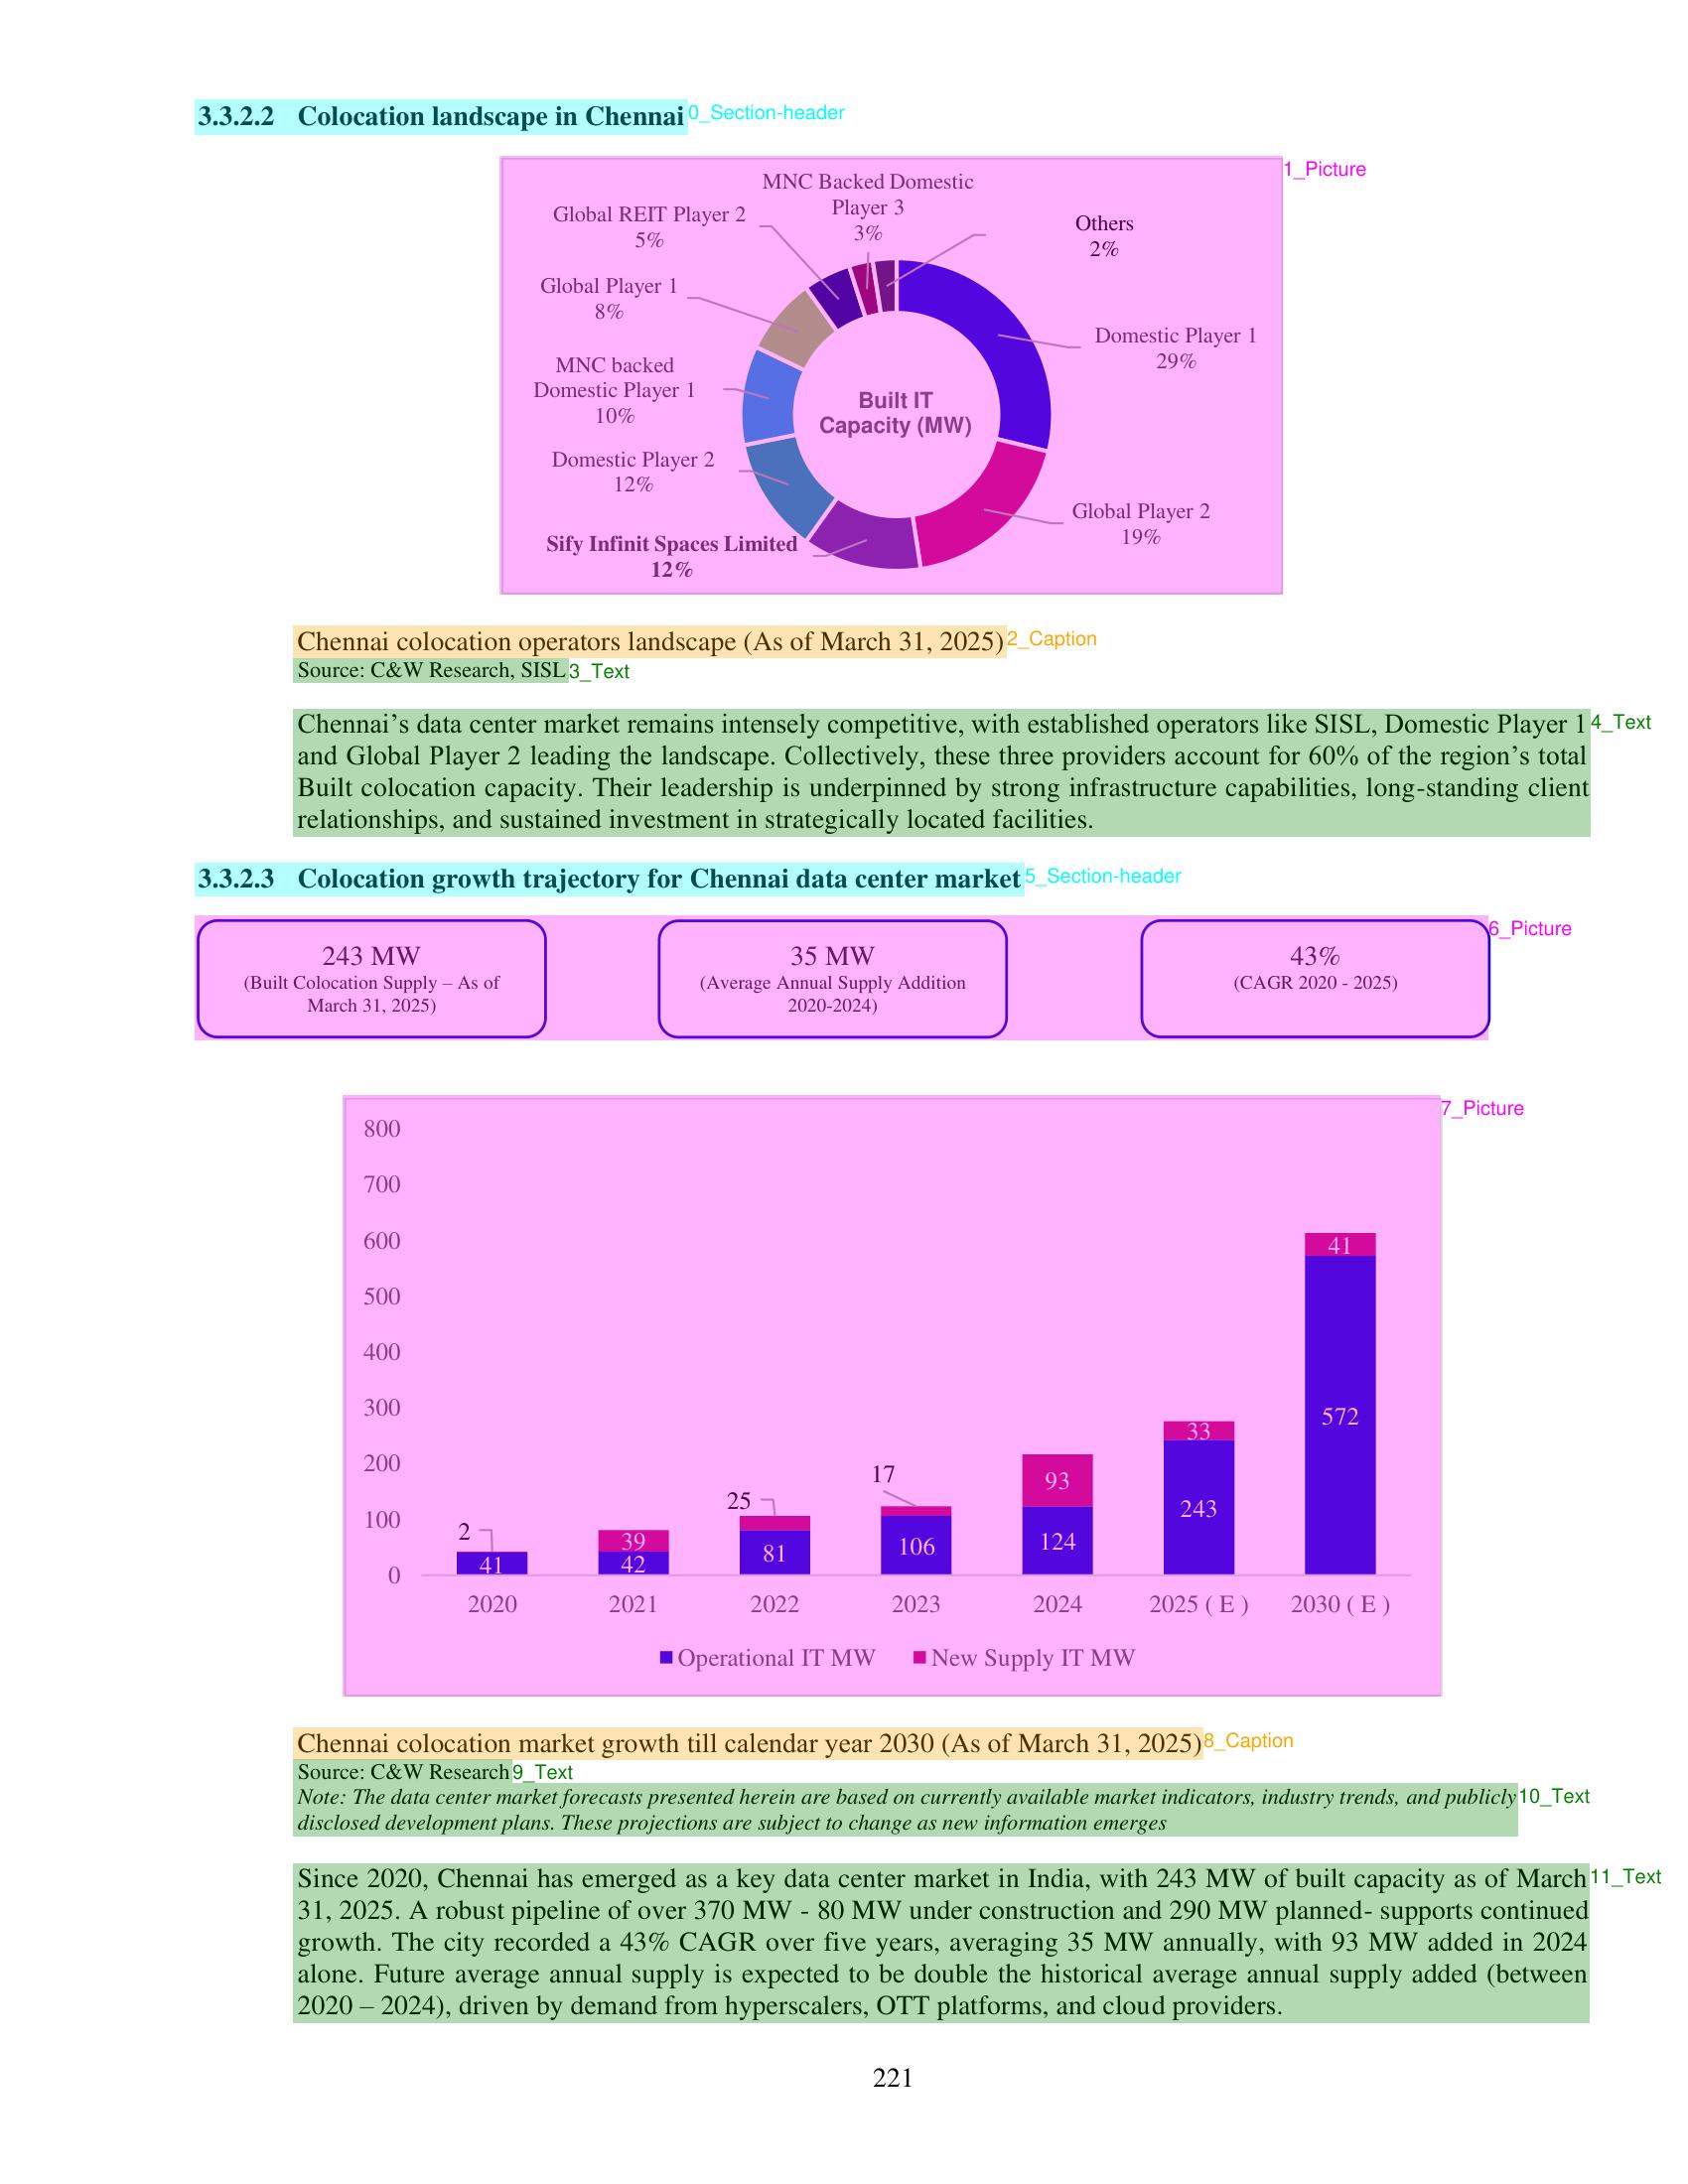 3.3.2.2 Colocation landscape in Chennai 0_Section-header
1_Picture
MNC Backed Domestic
Player 3
3%
Global REIT Player 2
5%
Others
2%
Global Player 1
8%
Domestic Player 1
29%
MNC backed
Domestic Player 1
10%
Built IT
Capacity (MW)
Domestic Player 2
12%
Global Player 2
19%
Sify Infinit Spaces Limited
12%
Chennai colocation operators landscape (As of March 31, 2025) 2_Caption
Source: C&W Research, SISL 3_Text
Chennai’s data center market remains intensely competitive, with established operators like SISL, Domestic Player 1 4_Text
and Global Player 2 leading the landscape. Collectively, these three providers account for 60% of the region’s total
Built colocation capacity. Their leadership is underpinned by strong infrastructure capabilities, long-standing client
relationships, and sustained investment in strategically located facilities.
3.3.2.3 Colocation growth trajectory for Chennai data center market 5_Section-header
6_Picture
243 MW
(Built Colocation Supply – As of
March 31, 2025)
35 MW
(Average Annual Supply Addition
2020-2024)
43%
(CAGR 2020 - 2025)
7_Picture
800
700
600
500
400
300
200
100
0
2
41
39
42
25
81
17
106
93
124
33
243
41
572
2020 2021 2022 2023 2024 2025 ( E ) 2030 ( E )
Operational IT MW New Supply IT MW
Chennai colocation market growth till calendar year 2030 (As of March 31, 2025) 8_Caption
Source: C&W Research 9_Text
Note: The data center market forecasts presented herein are based on currently available market indicators, industry trends, and publicly 10_Text
disclosed development plans. These projections are subject to change as new information emerges
Since 2020, Chennai has emerged as a key data center market in India, with 243 MW of built capacity as of March 11_Text
31, 2025. A robust pipeline of over 370 MW - 80 MW under construction and 290 MW planned- supports continued
growth. The city recorded a 43% CAGR over five years, averaging 35 MW annually, with 93 MW added in 2024
alone. Future average annual supply is expected to be double the historical average annual supply added (between
2020 – 2024), driven by demand from hyperscalers, OTT platforms, and cloud providers.
221